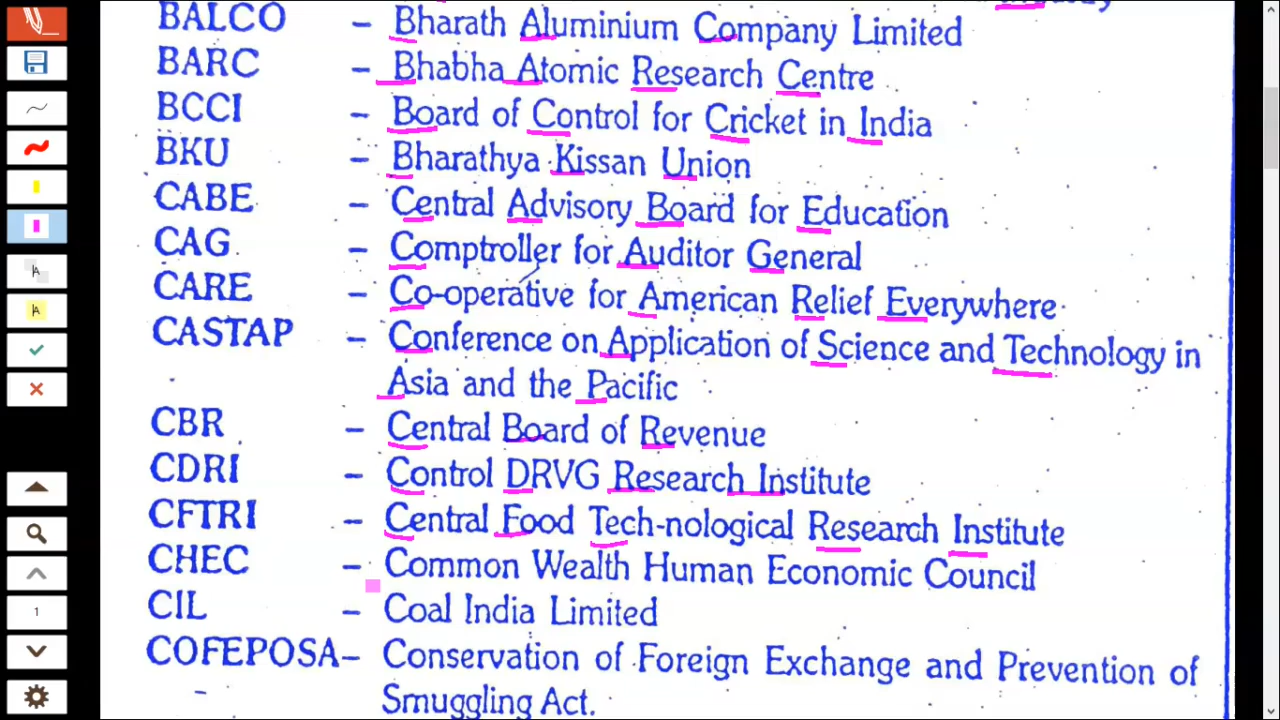 BALCO – Bharath Aluminium Company Limited
BARC – Bhabha Atomic Research Centre
BCCI – Board of Control for Cricket in India
BKU – Bharathya Kissan Union
CABE – Central Advisory Board for Education
CAG – Comptroller for Auditor General
CARE – Co-operative for American Relief Everywhere
CASTAP – Conference on Application of Science and Technology in
Asia and the Pacific
CBR – Central Board of Revenue
CDRI – Control DRVG Research Institute
CFTRI – Central Food Tech-nological Research Institute
CHEC – Common Wealth Human Economic Council
CIL – Coal India Limited
1
COFEPOSA– Conservation of Foreign Exchange and Prevention of
Smuggling Act.